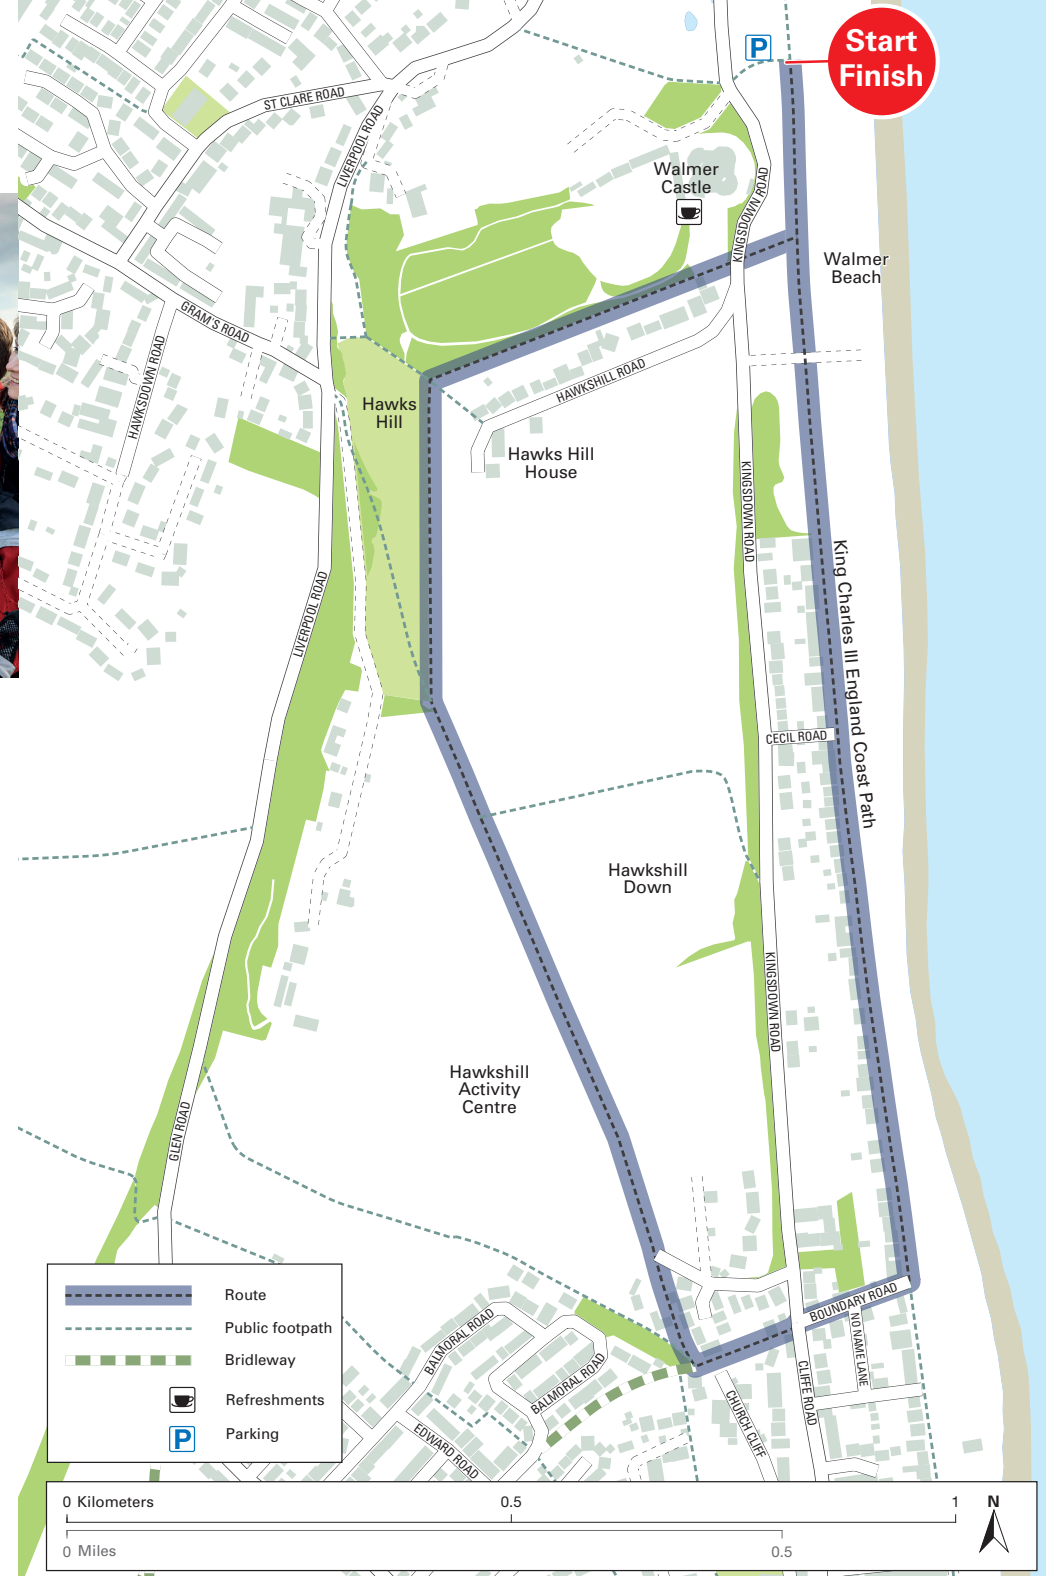 Start
Finish
P
ST CLARE ROAD
LIVERPOOL ROAD
Walmer
Castle
KINGSDOWN ROAD
Walmer
Beach
GRAM'S ROAD
HAWKSDOWN ROAD
HAWKSHILL ROAD
Hawks
Hill
Hawks Hill
House
KINGSDOWN ROAD
King Charles III England Coast Path
LIVERPOOL ROAD
CECIL ROAD
Hawkshill
Down
KINGSDOWN ROAD
Hawkshill
Activity
Centre
GLEN ROAD
BOUNDARY ROAD
NO NAME LANE
BALMORAL ROAD
BALMORAL ROAD
CLIFFE ROAD
CHURCH CLIFF
EDWARD ROAD
Route
Public footpath
Bridleway
Refreshments
P Parking
0 Kilometers 0.5 1 N
0 Miles 0.5